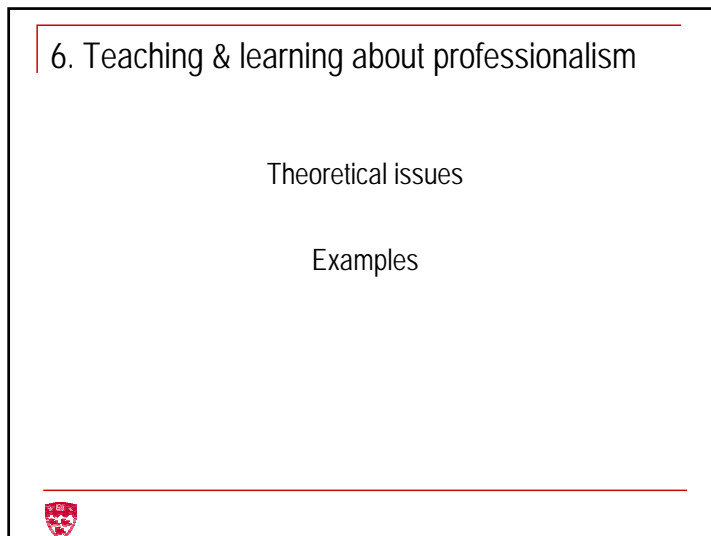 6. Teaching & learning about professionalism
Theoretical issues
Examples